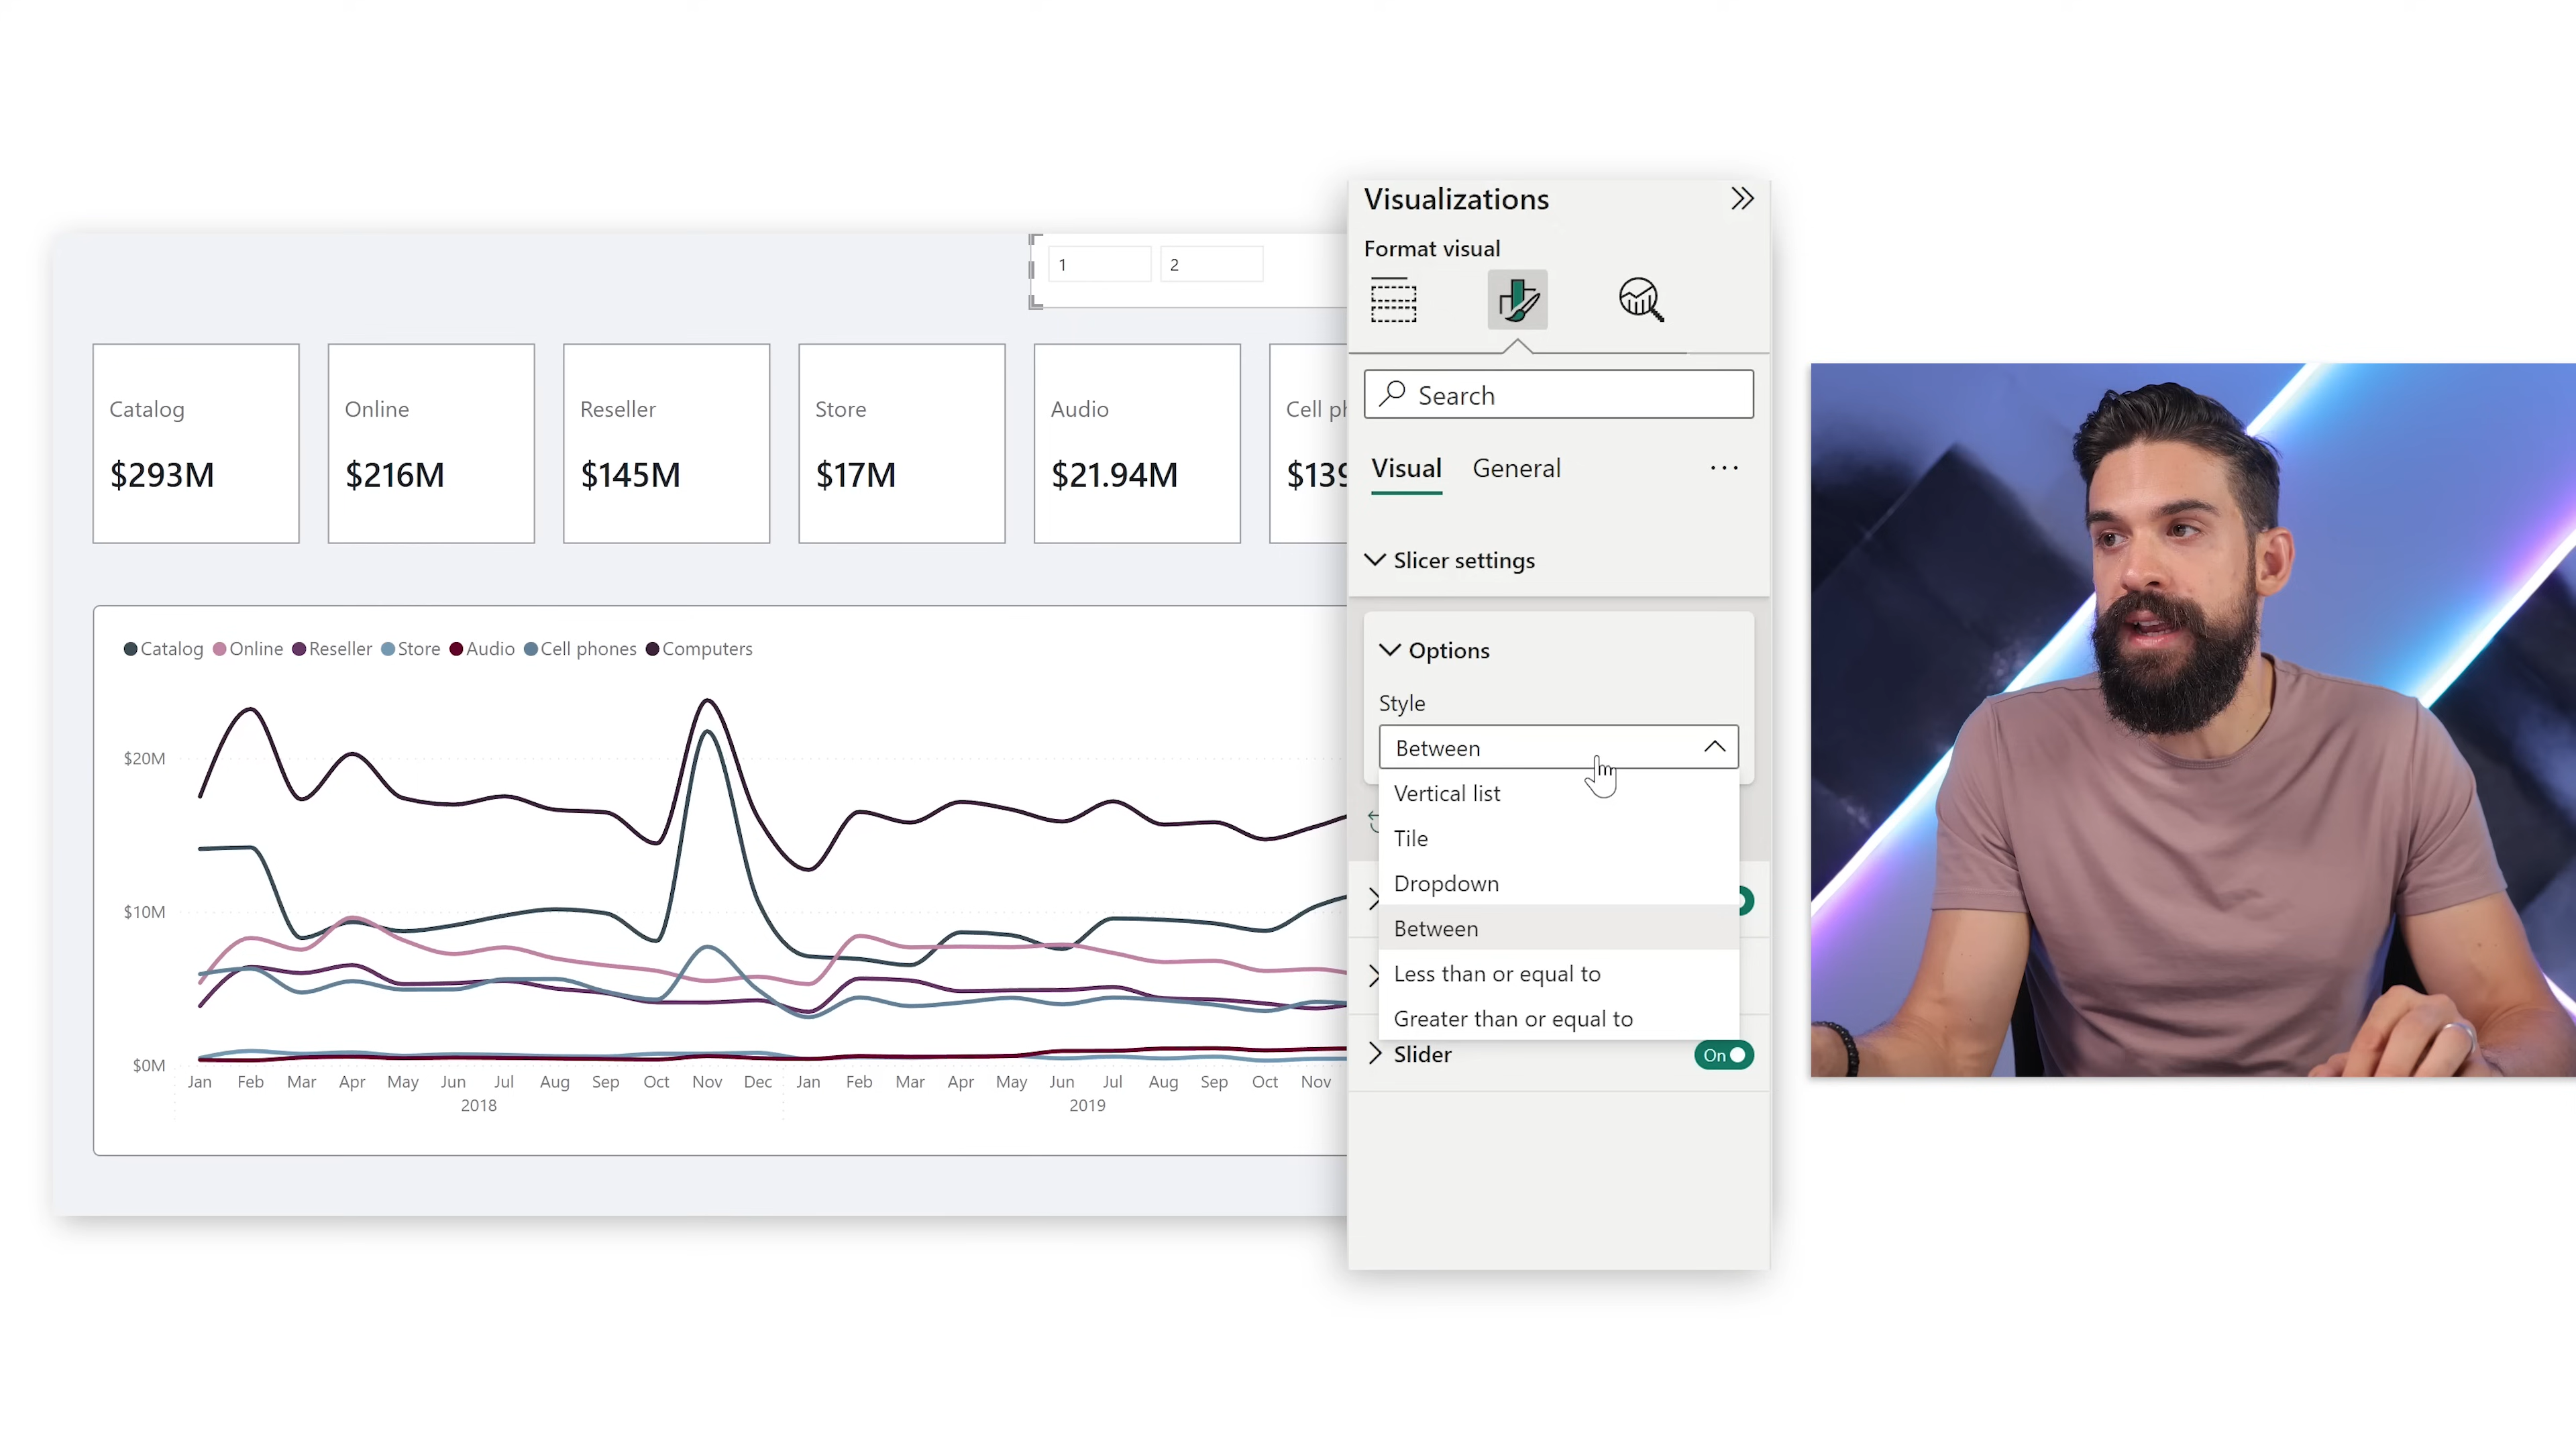 Visualizations
Format visual
1 2
Search
Visual General
Slicer settings
Options
Style
Between
Vertical list
Tile
Dropdown
Between
Less than or equal to
Greater than or equal to
Slider On
Catalog
$293M
Online
$216M
Reseller
$145M
Store
$17M
Audio
$21.94M
Cell ph
$139
Catalog Online Reseller Store Audio Cell phones Computers
$20M
$10M
$0M
Jan Feb Mar Apr May Jun Jul Aug Sep Oct Nov Dec Jan Feb Mar Apr May Jun Jul Aug Sep Oct Nov
2018 2019